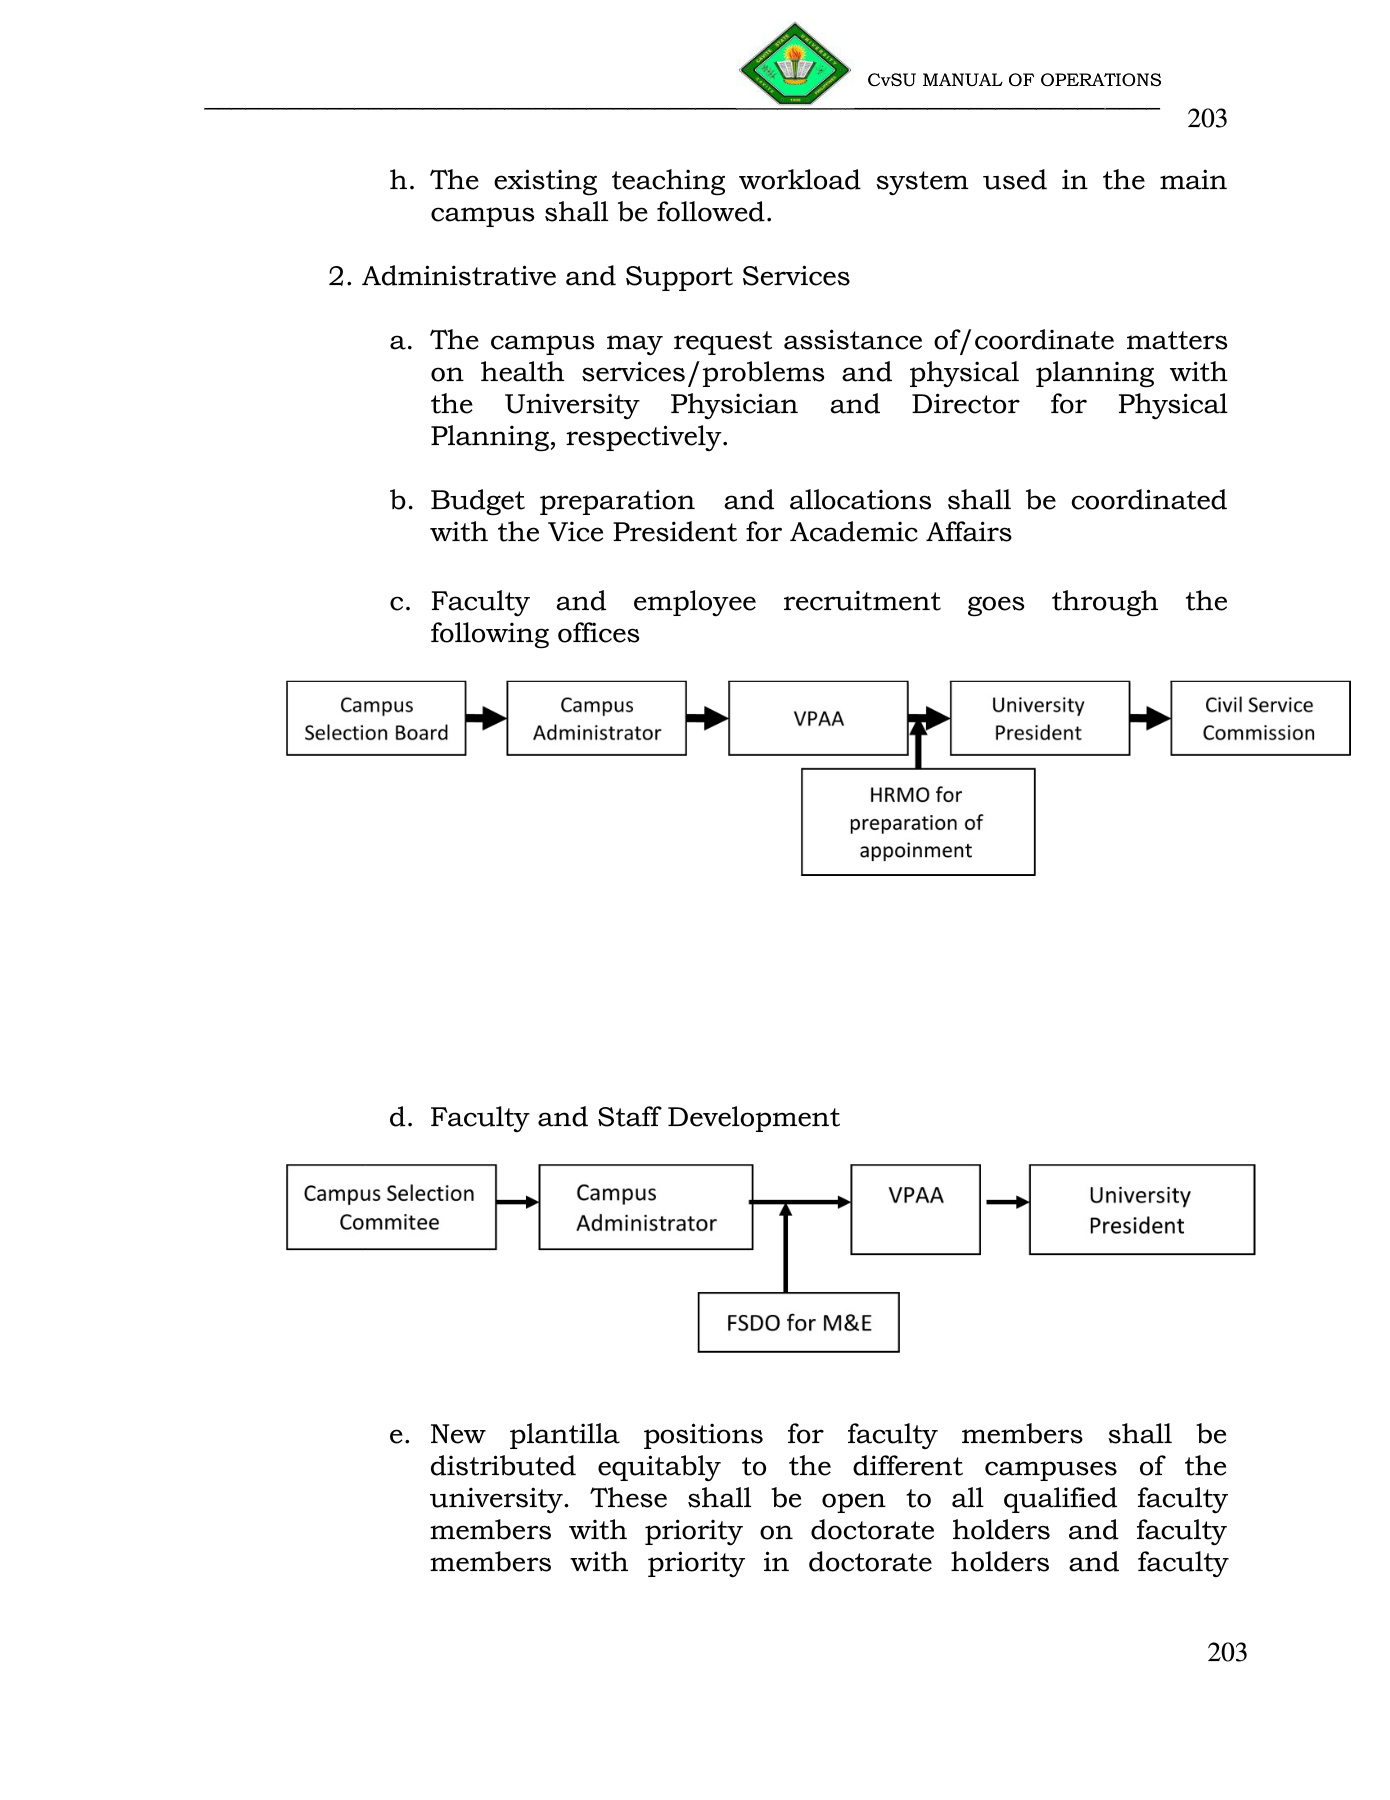 CvSU MANUAL OF OPERATIONS
203
h. The existing teaching workload system used in the main
campus shall be followed.
2. Administrative and Support Services
a. The campus may request assistance of/coordinate matters
on health services/problems and physical planning with
the University Physician and Director for Physical
Planning, respectively.
b. Budget preparation and allocations shall be coordinated
with the Vice President for Academic Affairs
c. Faculty and employee recruitment goes through the
following offices
Campus
Selection Board
Campus
Administrator
VPAA
University
President
Civil Service
Commission
HRMO for
preparation of
appoinment
d. Faculty and Staff Development
Campus Selection
Commitee
Campus
Administrator
VPAA
University
President
FSDO for M&E
e. New plantilla positions for faculty members shall be
distributed equitably to the different campuses of the
university. These shall be open to all qualified faculty
members with priority on doctorate holders and faculty
members with priority in doctorate holders and faculty
203